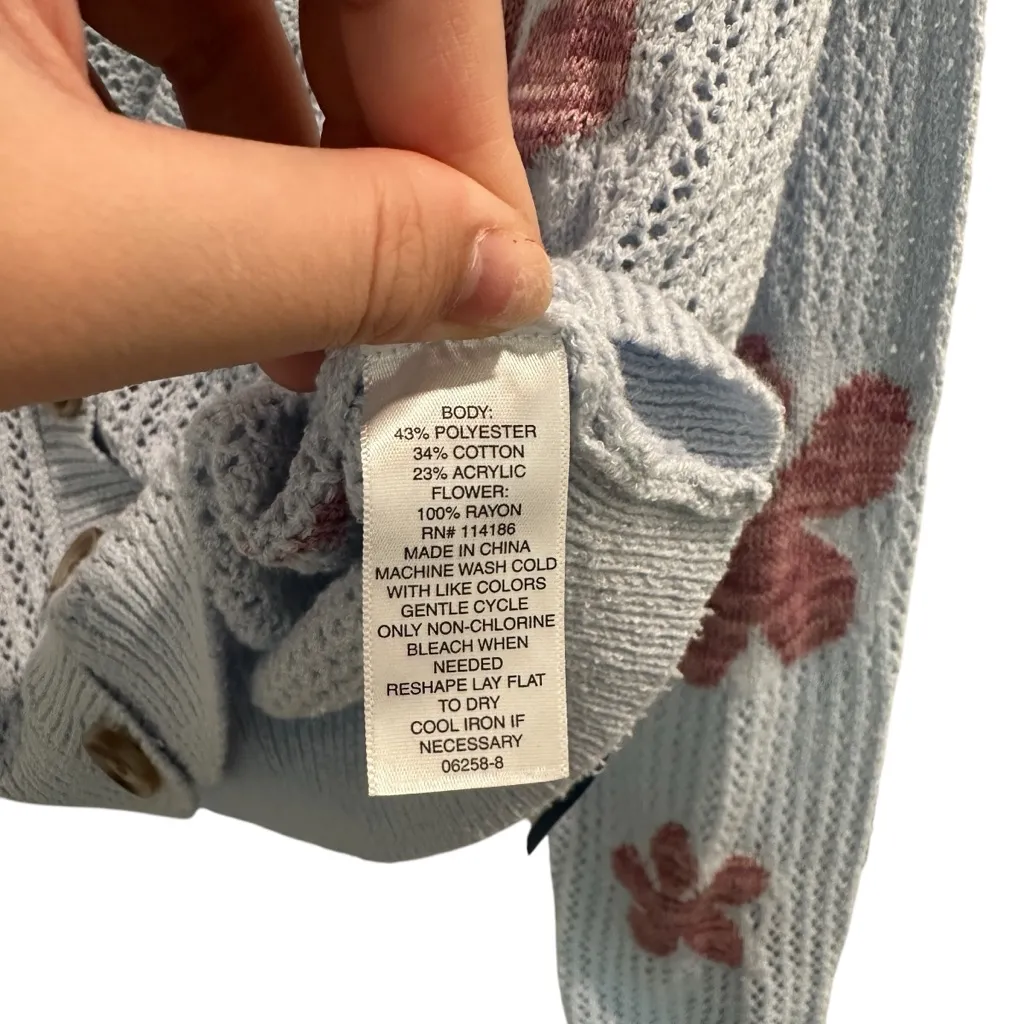 BODY:
43% POLYESTER
34% COTTON
23% ACRYLIC
FLOWER:
100% RAYON
RN# 114186
MADE IN CHINA
MACHINE WASH COLD
WITH LIKE COLORS
GENTLE CYCLE
ONLY NON-CHLORINE
BLEACH WHEN
NEEDED
RESHAPE LAY FLAT
TO DRY
COOL IRON IF
NECESSARY
06258-8